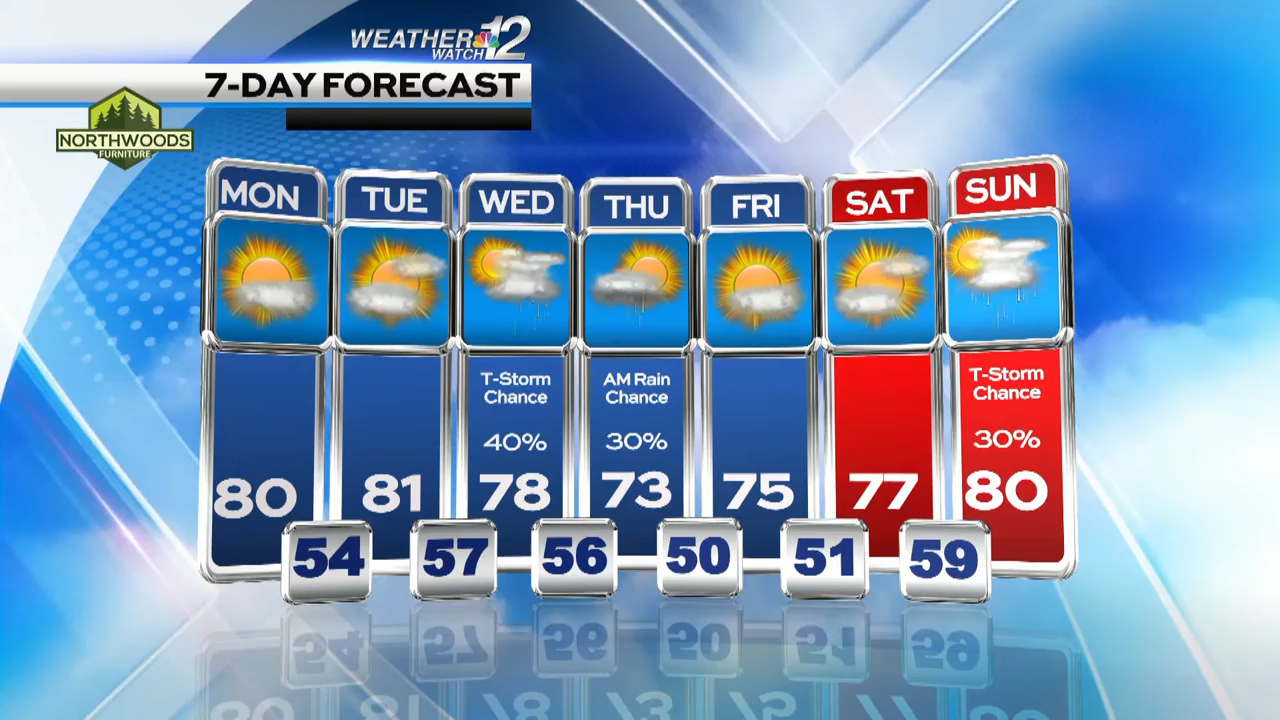 WEATHER 12
WATCH
7-DAY FORECAST
NORTHWOODS
FURNITURE
MON
TUE
WED
THU
FRI
SAT
SUN
T-Storm
Chance
40%
AM Rain
Chance
30%
T-Storm
Chance
30%
80
81
78
73
75
77
80
54
57
56
50
51
59